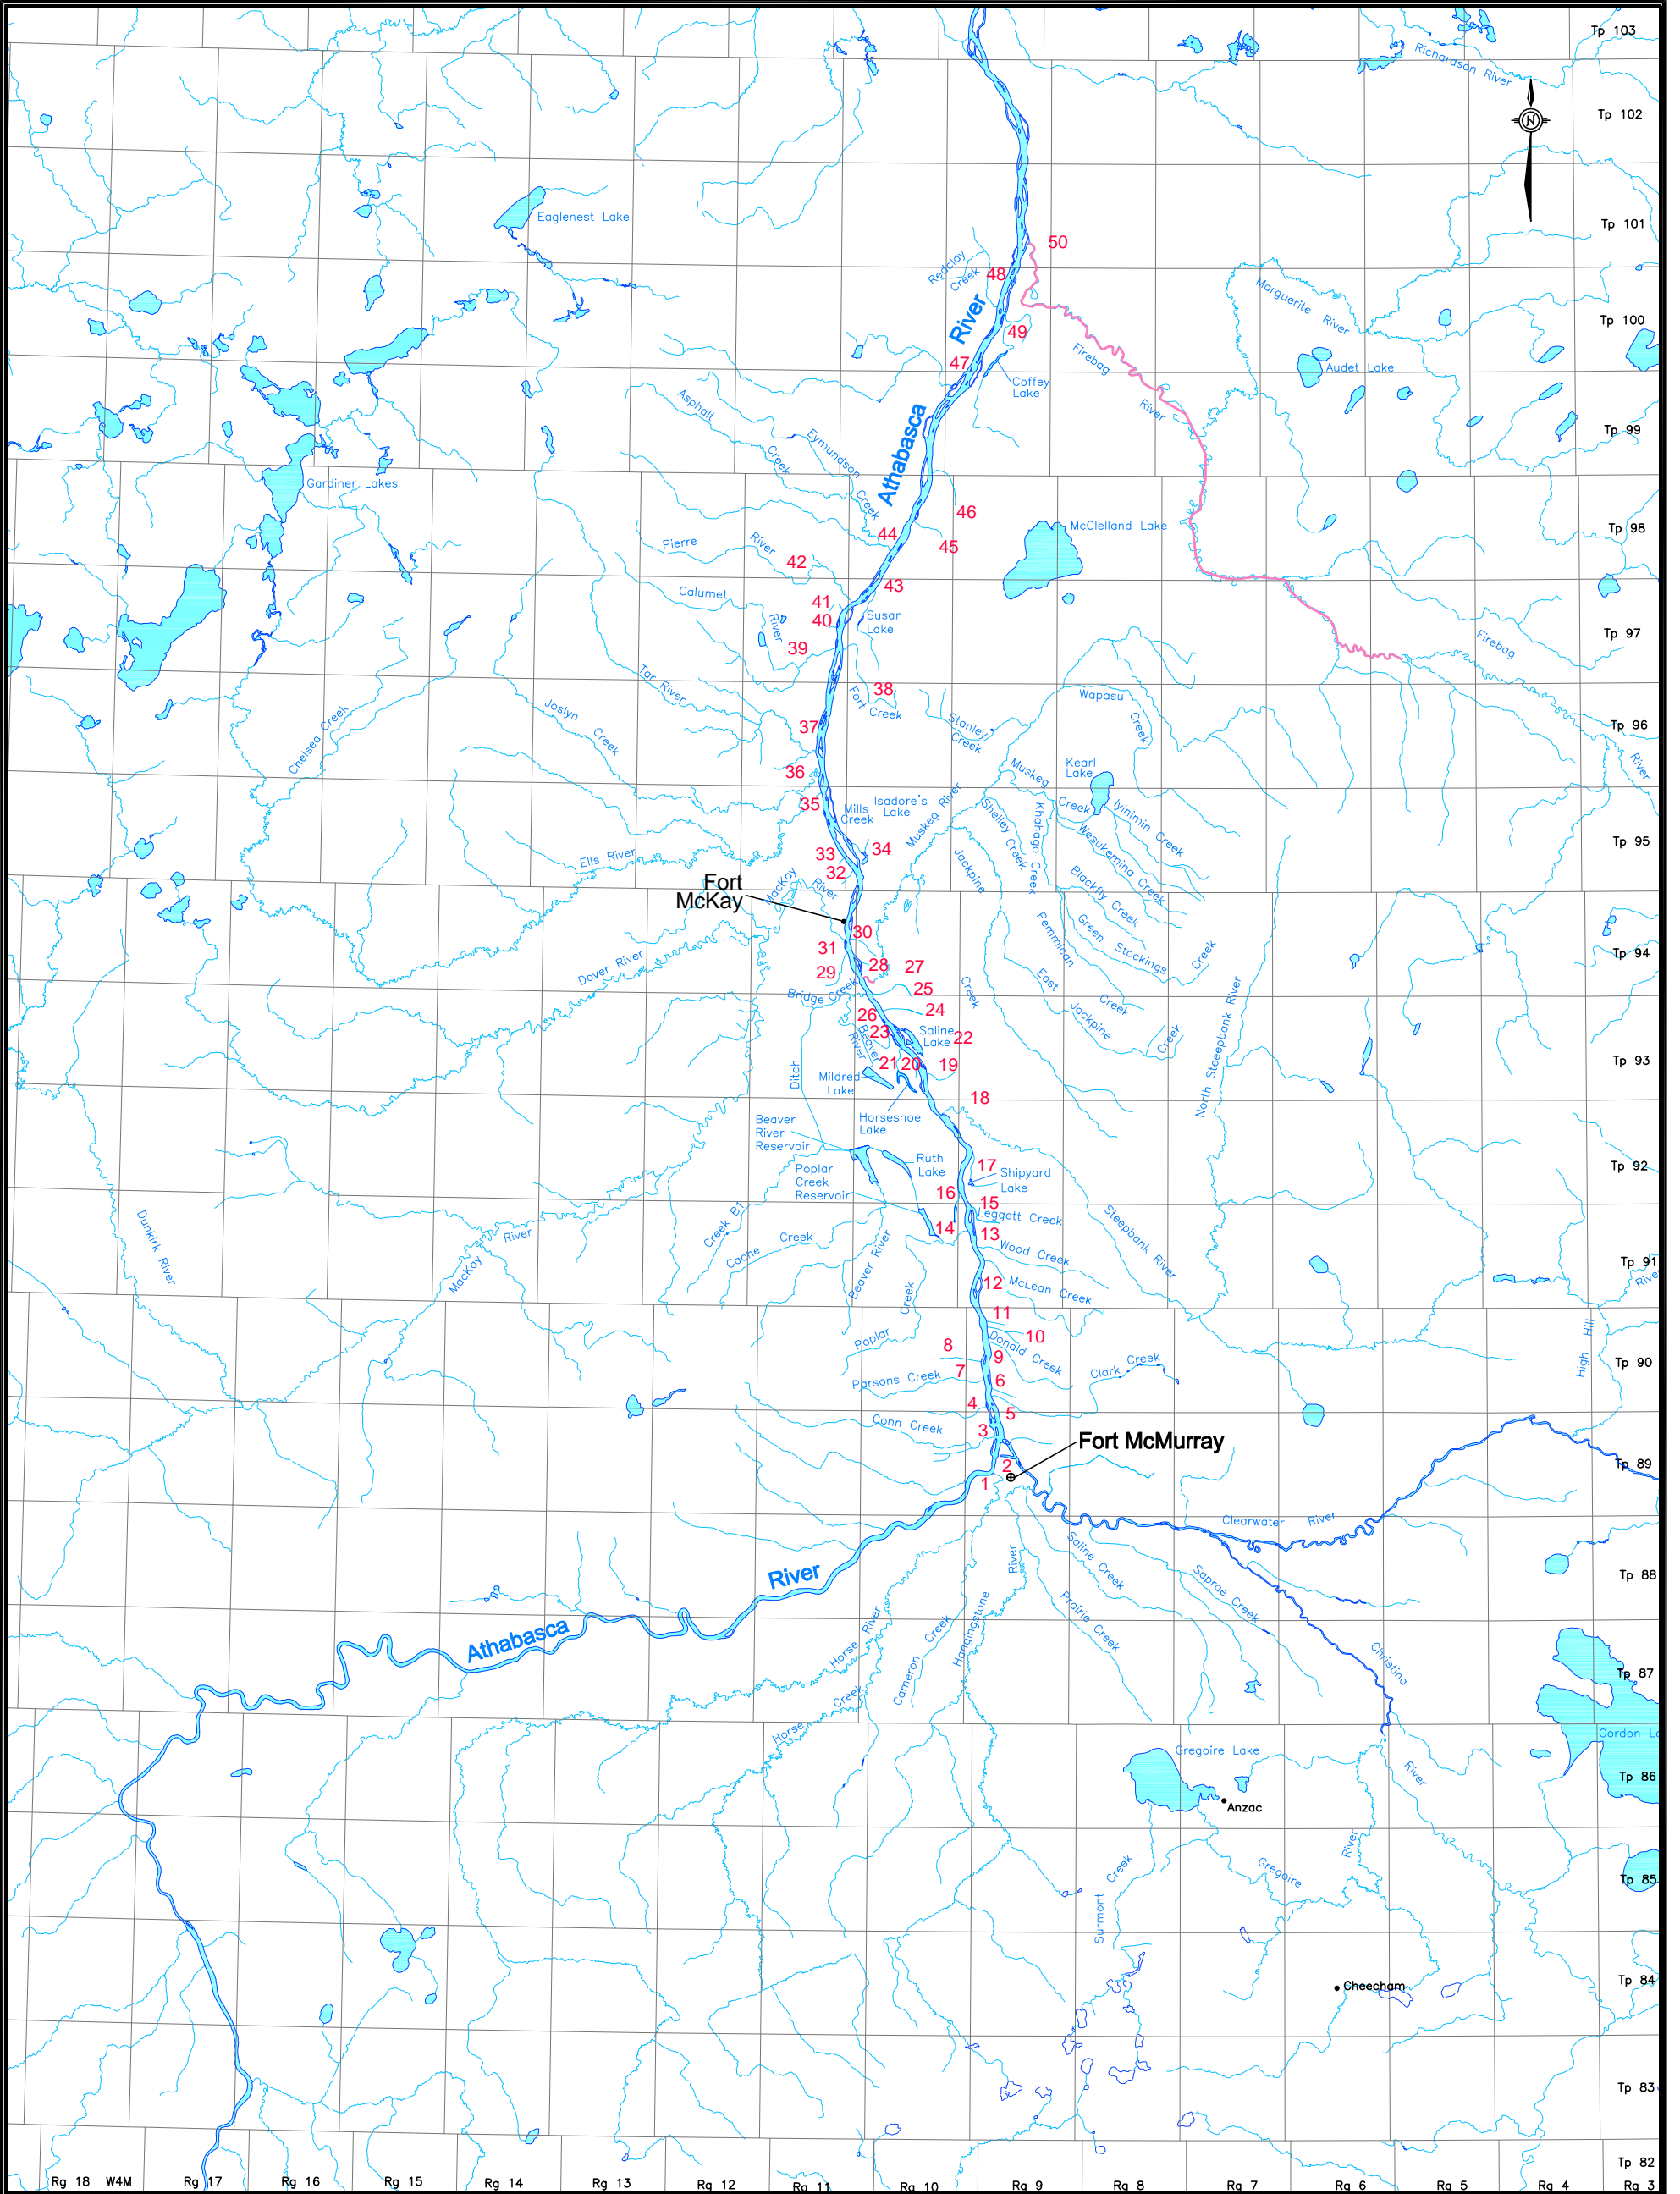 Tp 103
Richardson River
N
Tp 102
Eaglenest Lake
Tp 101
50
Redclay
Creek
48
Marguerite River
Tp 100
River
49
47
Firebag
River
Audet Lake
Coffey
Lake
Asphalt
Creek
Athabasca
Eymundson
Creek
Tp 99
Gardiner Lakes
46
McClelland Lake
Tp 98
44
45
Pierre
River
42
43
Calumet
River
41
40
Susan
Lake
Tp 97
Firebag
River
39
Tar River
38
Fort Creek
Wapasu
Creek
Joslyn
Creek
Chelsea Creek
37
Stanley
Creek
Tp 96
36
Kearl
Lake
Muskeg
Creek
35
Mills
Creek
Isadore's
Lake
Muskeg River
Shelley Creek
Khahago Creek
Iyinimin Creek
Wesukemina Creek
Tp 95
Ells River
33
34
32
Jackpine
Creek
Blackfly Creek
Fort
McKay
MacKay
River
Green Stockings
Creek
Pemmican
Creek
30
31
Tp 94
Dover River
29
28
27
25
East
Jackpine
Creek
Bridge Creek
26
24
North Steeepbank River
23
Beaver
River
Saline
Lake
22
21
20
19
Tp 93
Ditch
Mildred
Lake
18
Horseshoe
Lake
Beaver
River
Reservoir
Ruth
Lake
17
Shipyard
Lake
Tp 92
Poplar
Creek
Reservoir
16
15
Leggett Creek
Steepbank River
Dunkirk River
MacKay
River
Creek B1
Cache
Creek
14
13
Wood Creek
Beaver River
Tp 91
River
12
McLean Creek
Poplar
Creek
11
10
Donald Creek
High Hill
8
9
Clark Creek
Tp 90
Parsons Creek
7
6
4
5
Conn Creek
3
Fort McMurray
2
1
Tp 89
Clearwater
River
River
Saline Creek
Saprae Creek
Tp 88
River
Hangingstone
Prairie Creek
Athabasca
Horse River
Cameron
Creek
Christina
River
Tp 87
Horse
Creek
Gordon
Gregoire Lake
Tp 86
Anzac
Surmont
Creek
Gregoire
River
Tp 85
Tp 84
Cheecham
Tp 83
Tp 82
Rg 18 W4M Rg 17 Rg 16 Rg 15 Rg 14 Rg 13 Rg 12 Rg 11 Rg 10 Rg 9 Rg 8 Rg 7 Rg 6 Rg 5 Rg 4 Rg 3